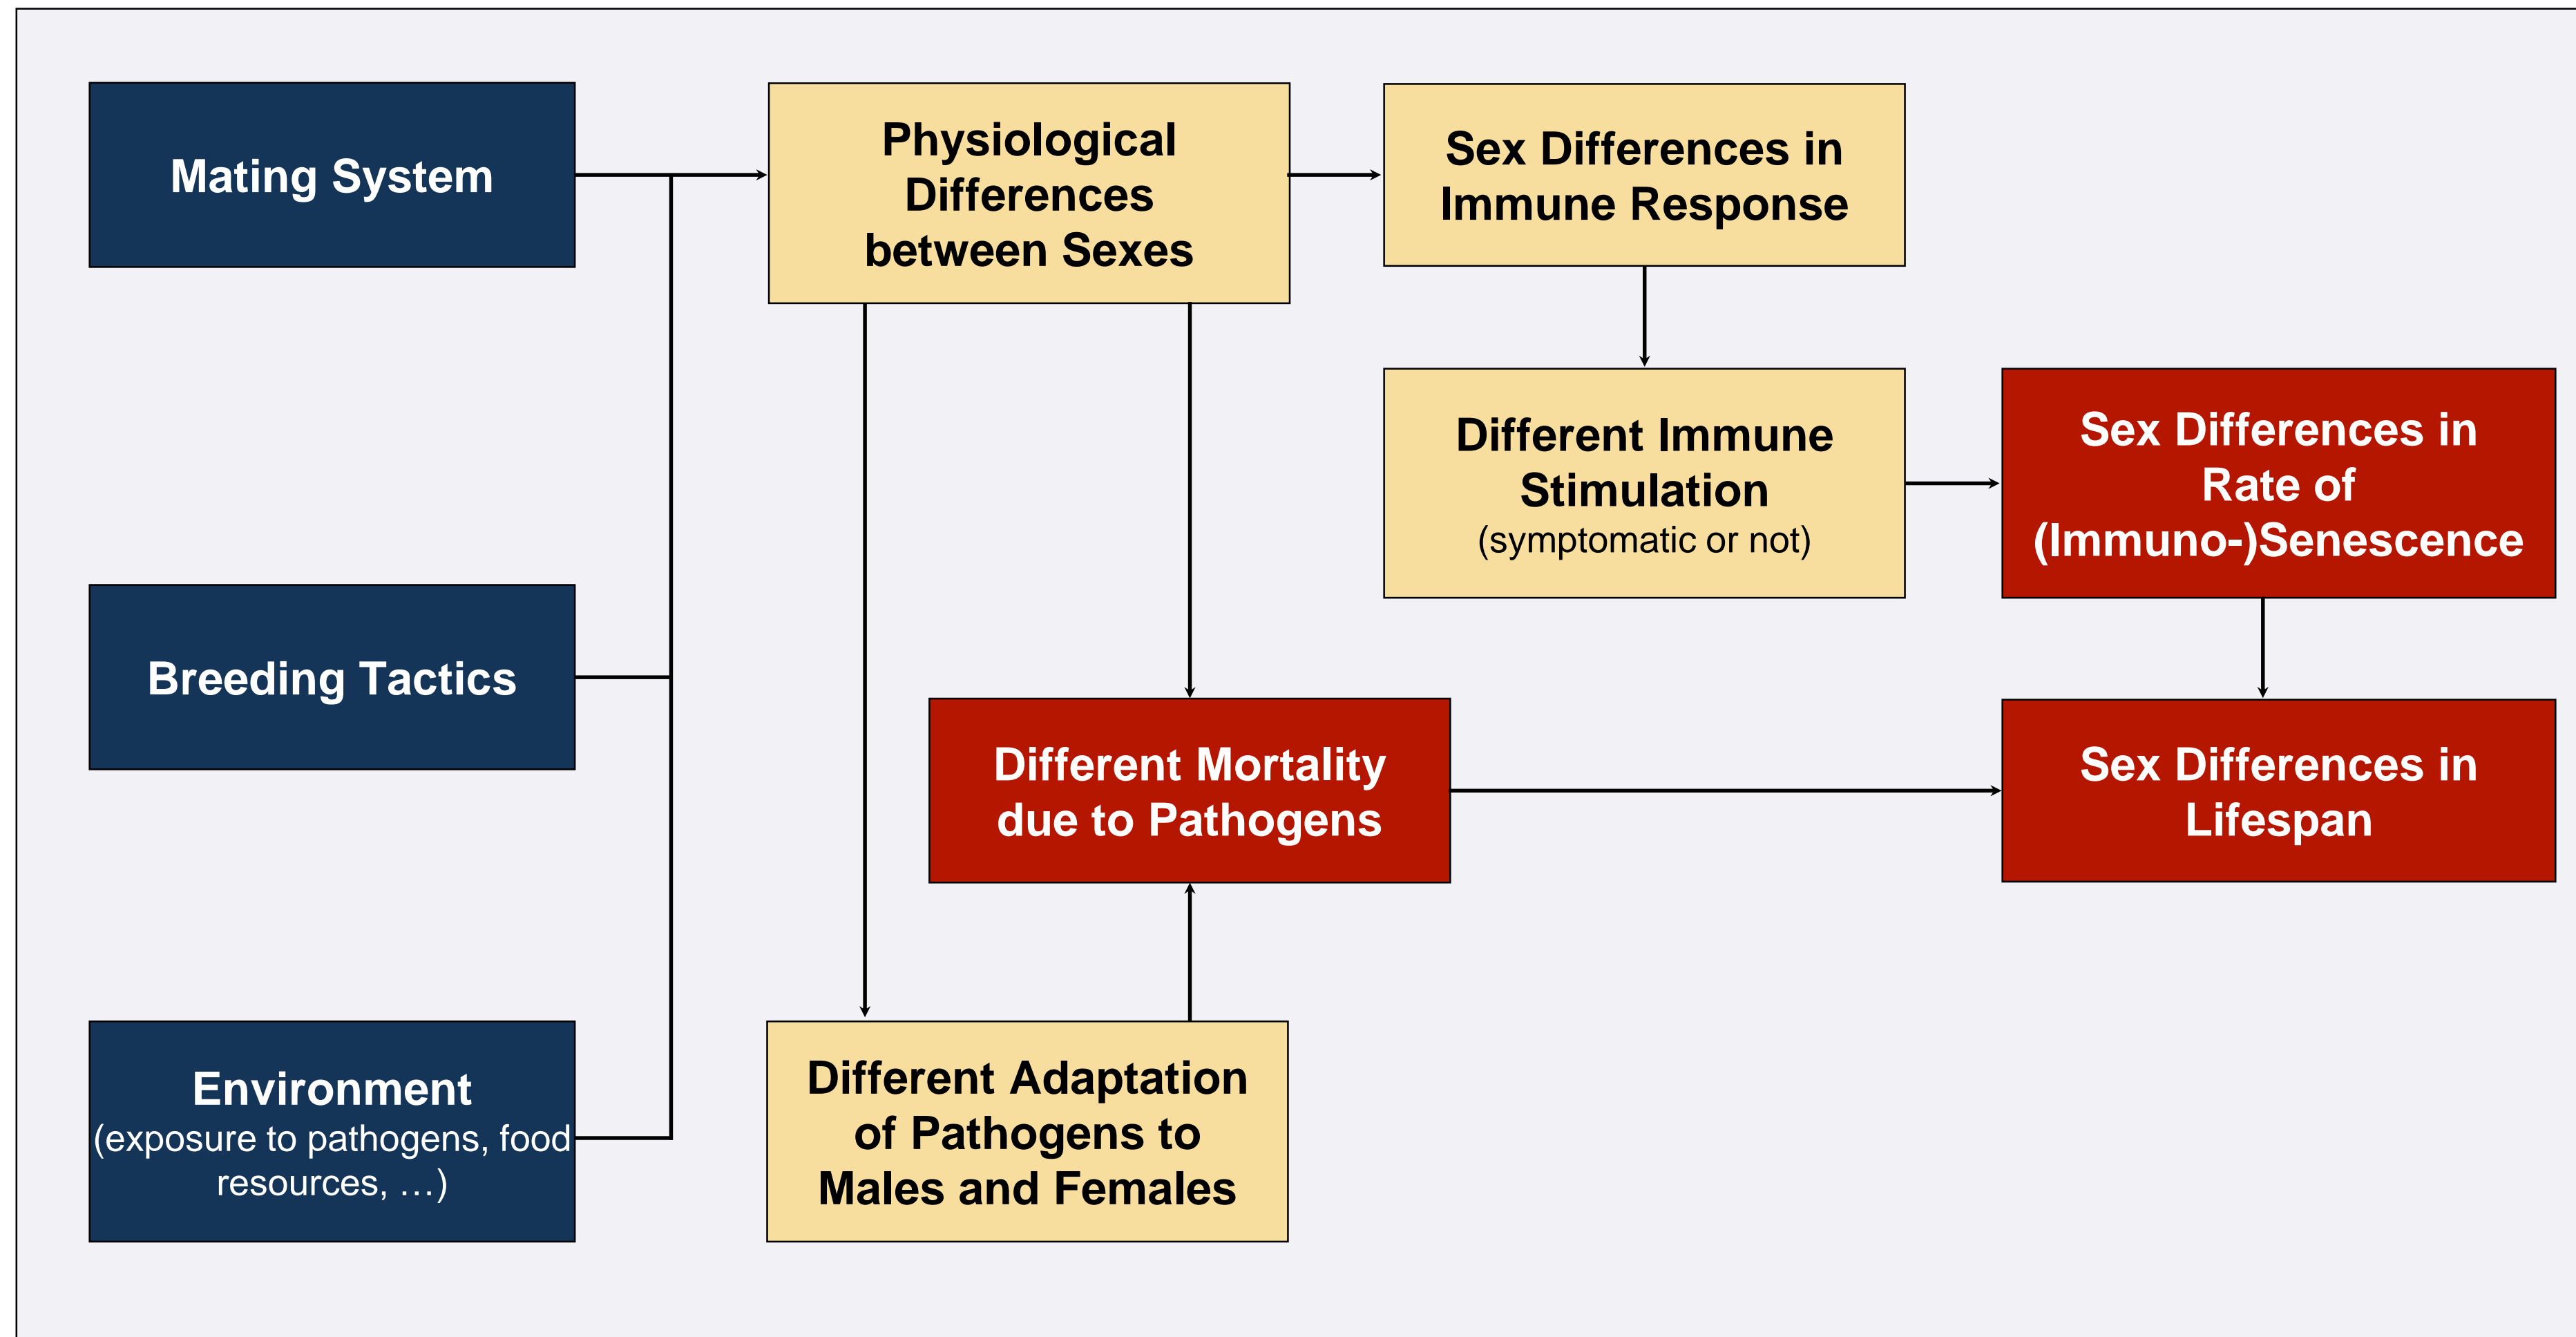 Mating System
Physiological
Differences
between Sexes
Sex Differences in
Immune Response
Different Immune
Stimulation
(symptomatic or not)
Sex Differences in
Rate of
(Immuno-)Senescence
Breeding Tactics
Different Mortality
due to Pathogens
Sex Differences in
Lifespan
Environment
(exposure to pathogens, food
resources, …)
Different Adaptation
of Pathogens to
Males and Females